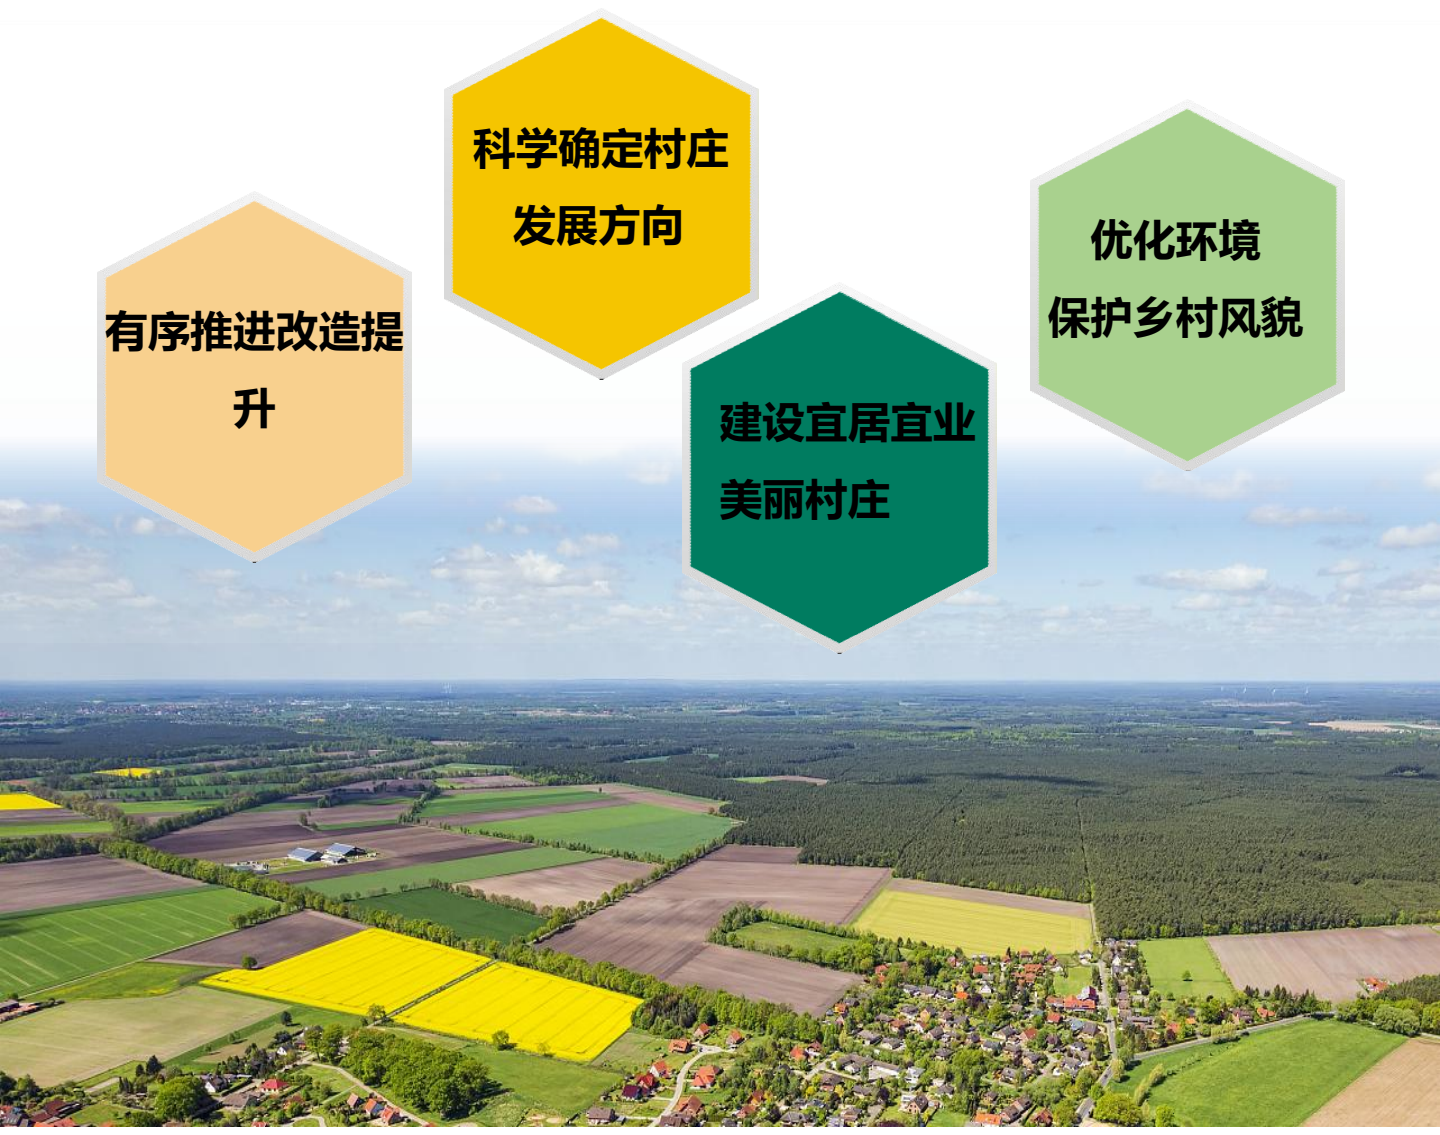 有序推进改造提
升
科学确定村庄
发展方向
建设宜居宜业
美丽村庄
优化环境
保护乡村风貌